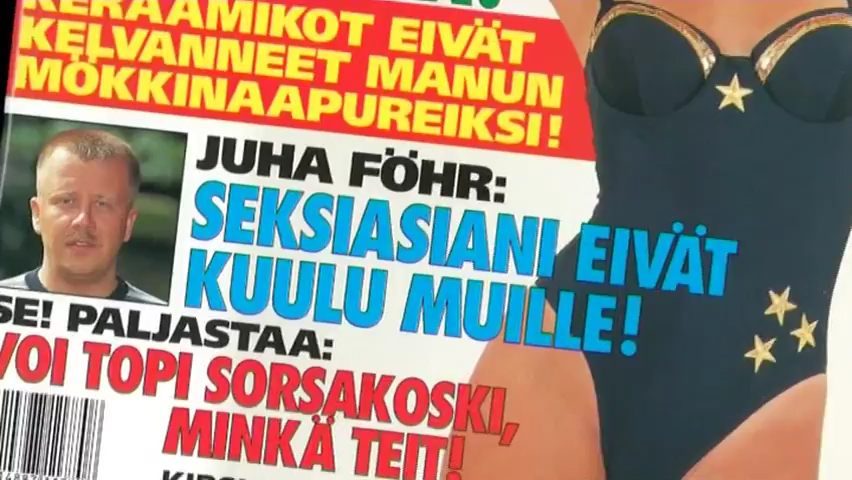 KERAAMIKOT EIVÄT
KELVANNEET MANUN
MÖKKINAAPUREIKSI!
JUHA FÖHR:
SEKSIASIANI EIVÄT
KUULU MUILLE!
SE! PALJASTAA:
VOI TOPI SORSAKOSKI,
MINKÄ TEIT!